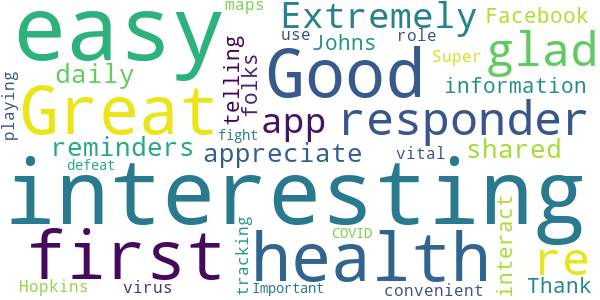 maps
easy
Extremely
Facebook
use
Johns
role
glad
Super
daily
telling
folks
Good
information
playing
Great
app
responder
fight
reminders
appreciate
vital
shared
defeat
interesting
first
tracking
health
COVID
interact
re
Hopkins
virus
Important
convenient
Thank